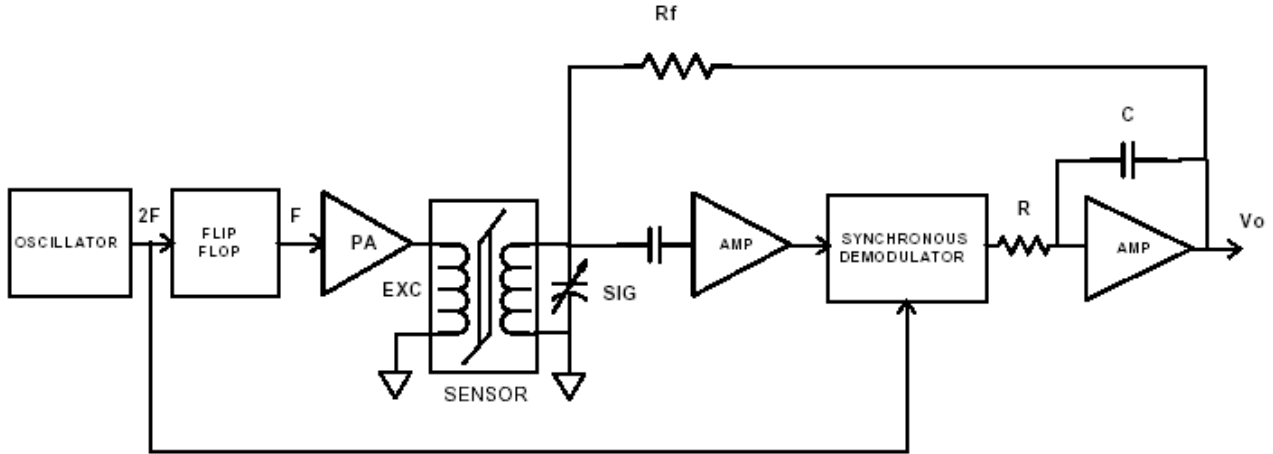 Rf
C
2F
F
R
Vo
OSCILLATOR
FLIP
FLOP
PA
EXC
SIG
AMP
SYNCHRONOUS
DEMODULATOR
AMP
SENSOR